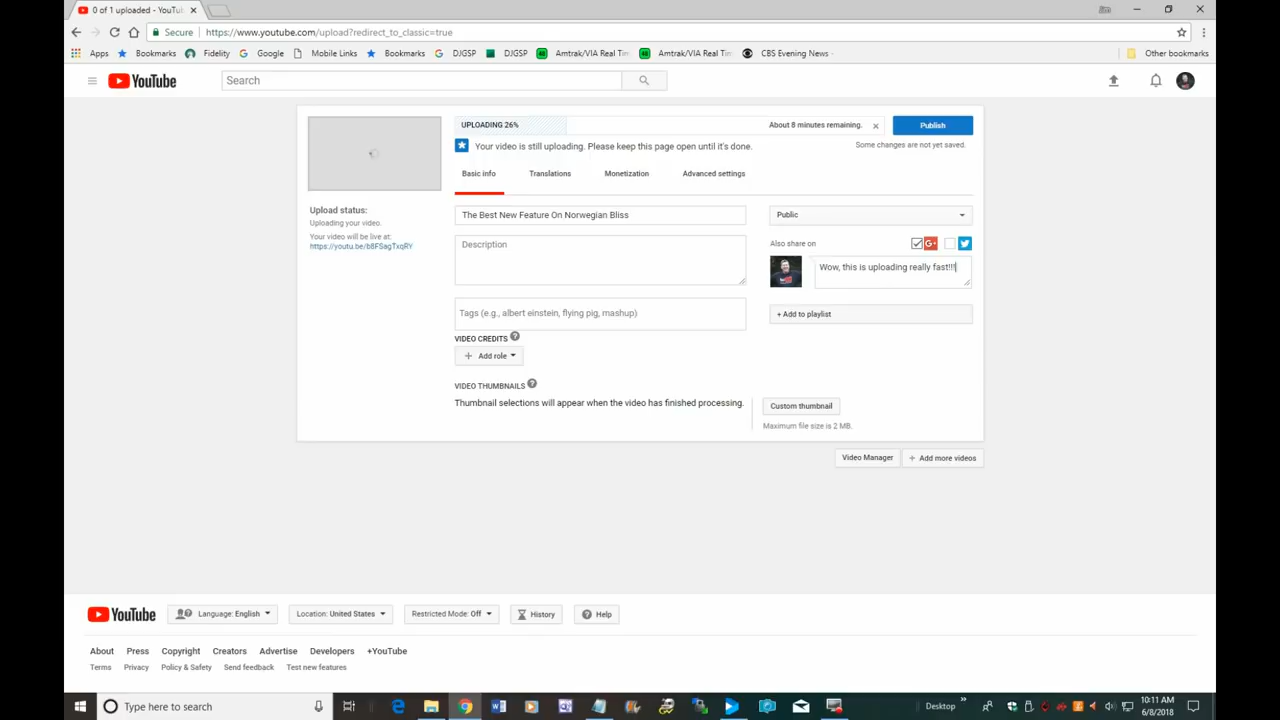 0 of 1 uploaded - YouTub
Secure https://www.youtube.com/upload?redirect_to_classic=true
Apps Bookmarks Fidelity Google Mobile Links Bookmarks DJGSP DJGSP Amtrak/VIA Real Tim Amtrak/VIA Real Tim CBS Evening News - Other bookmarks
YouTube Search
UPLOADING 26% About 8 minutes remaining. Publish
Your video is still uploading. Please keep this page open until it's done. Some changes are not yet saved.
Basic info Translations Monetization Advanced settings
Upload status:
Uploading your video.
Your video will be live at:
https://youtu.be/b8FSagTxqRY
The Best New Feature On Norwegian Bliss
Description
Tags (e.g., albert einstein, flying pig, mashup)
VIDEO CREDITS ?
+ Add role
VIDEO THUMBNAILS ?
Thumbnail selections will appear when the video has finished processing.
Public
Also share on G+
Wow, this is uploading really fast!!!
+ Add to playlist
Custom thumbnail
Maximum file size is 2 MB.
Video Manager + Add more videos
YouTube Language: English Location: United States Restricted Mode: Off History Help
About Press Copyright Creators Advertise Developers +YouTube
Terms Privacy Policy & Safety Send feedback Test new features
Type here to search Desktop » 10:11 AM
6/8/2018